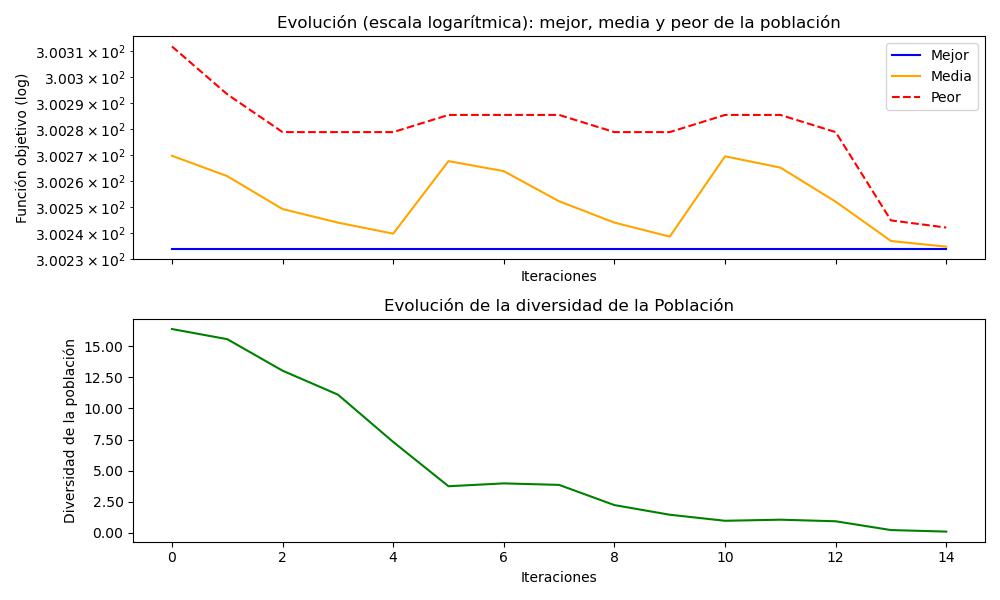 Evolución (escala logarítmica): mejor, media y peor de la población
Función objetivo (log)
3.0031 × 10²
3.003 × 10²
3.0029 × 10²
3.0028 × 10²
3.0027 × 10²
3.0026 × 10²
3.0025 × 10²
3.0024 × 10²
3.0023 × 10²
Mejor
Media
Peor
Iteraciones
Evolución de la diversidad de la Población
Diversidad de la población
15.00
12.50
10.00
7.50
5.00
2.50
0.00
0 2 4 6 8 10 12 14
Iteraciones